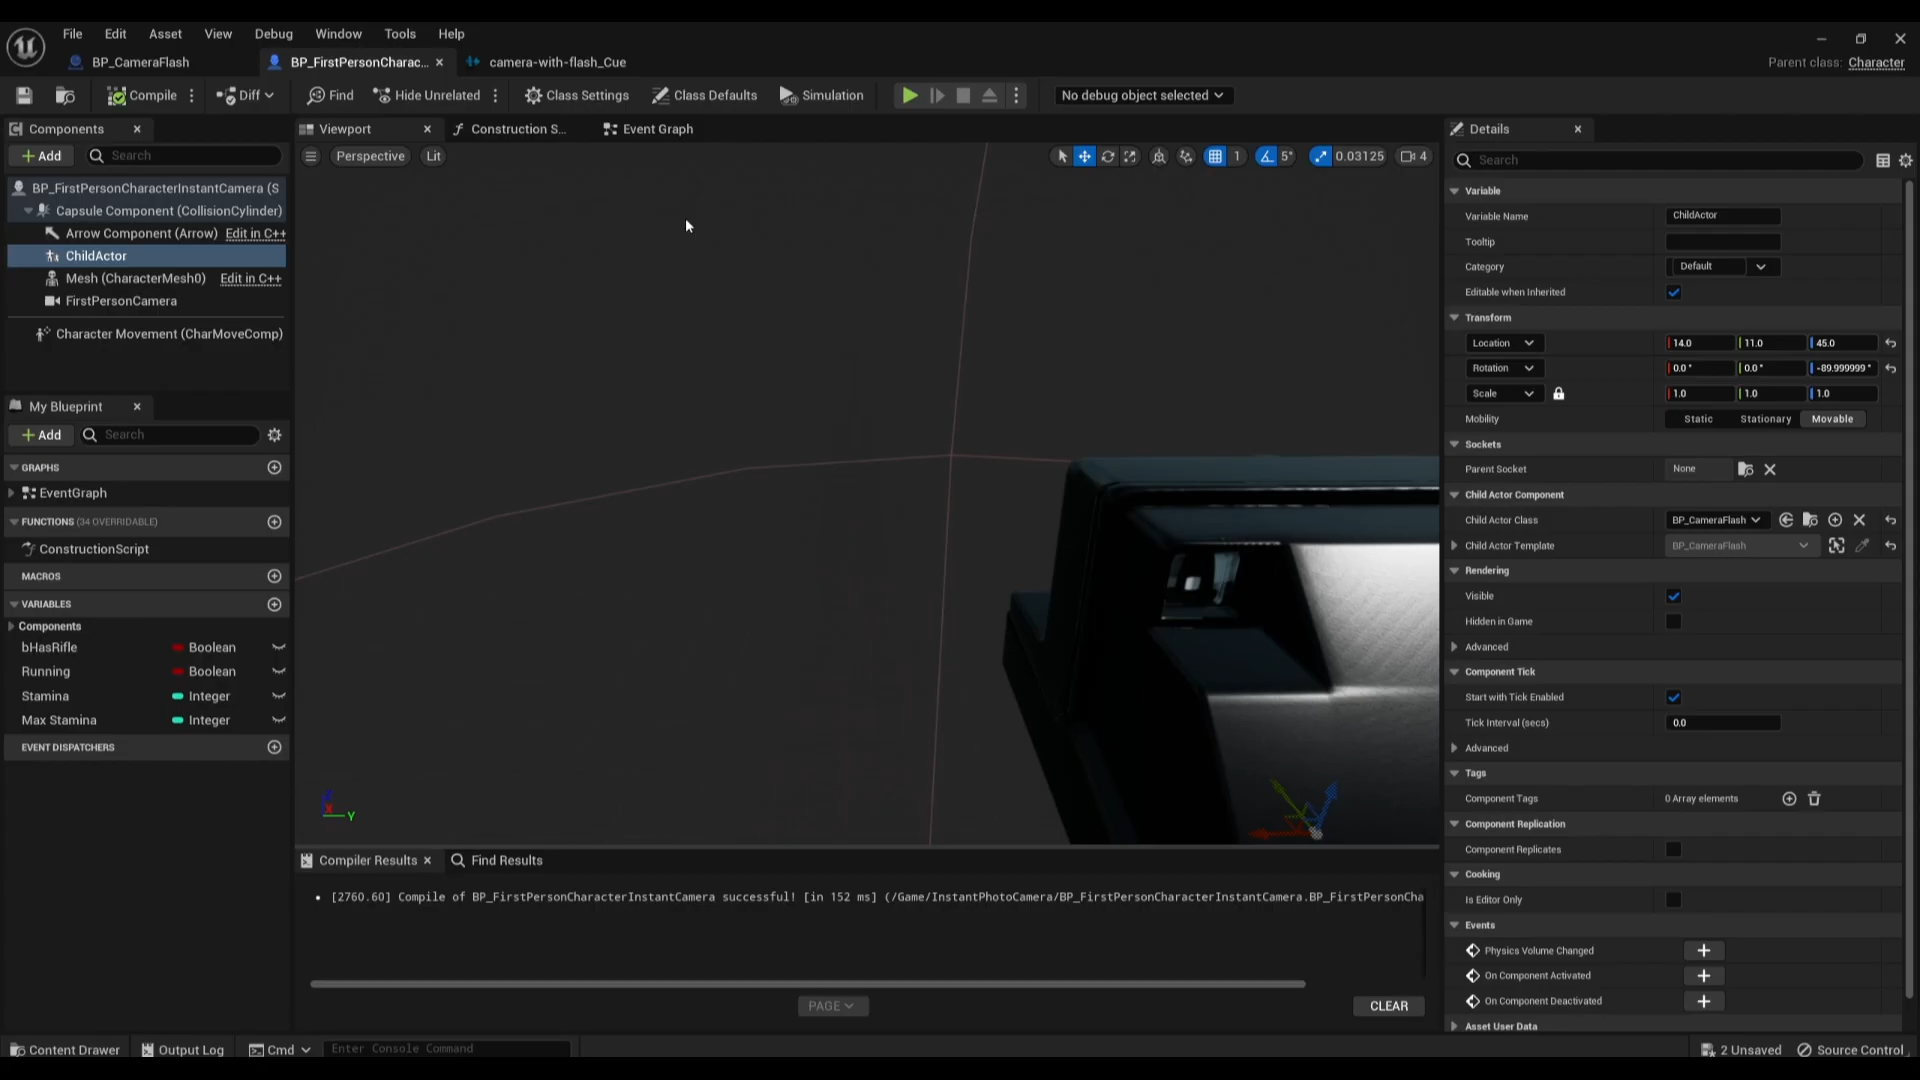 File Edit Asset View Debug Window Tools Help
BP_CameraFlash BP_FirstPersonCharac... camera-with-flash_Cue Parent class: Character
Compile Diff Find Hide Unrelated Class Settings Class Defaults Simulation No debug object selected
Components
Add Search
BP_FirstPersonCharacterInstantCamera (S
Capsule Component (CollisionCylinder)
Arrow Component (Arrow) Edit in C++
ChildActor
Mesh (CharacterMesh0) Edit in C++
FirstPersonCamera
Character Movement (CharMoveComp)
My Blueprint
Add Search
GRAPHS
EventGraph
FUNCTIONS (34 OVERRIDABLE)
ConstructionScript
MACROS
VARIABLES
Components
bHasRifle Boolean
Running Boolean
Stamina Integer
Max Stamina Integer
EVENT DISPATCHERS
Viewport Construction S... Event Graph
Perspective Lit 1 5° 0.03125 4
X Y
Compiler Results Find Results
[2760.60] Compile of BP_FirstPersonCharacterInstantCamera successful! [in 152 ms] (/Game/InstantPhotoCamera/BP_FirstPersonCharacterInstantCamera.BP_FirstPersonCha
PAGE CLEAR
Details
Search
Variable
Variable Name ChildActor
Tooltip
Category Default
Editable when Inherited
Transform
Location 14.0 11.0 45.0
Rotation 0.0° 0.0° -89.999999°
Scale 1.0 1.0 1.0
Mobility Static Stationary Movable
Sockets
Parent Socket None
Child Actor Component
Child Actor Class BP_CameraFlash
Child Actor Template BP_CameraFlash
Rendering
Visible
Hidden in Game
Advanced
Component Tick
Start with Tick Enabled
Tick Interval (secs) 0.0
Advanced
Tags
Component Tags 0 Array elements
Component Replication
Component Replicates
Cooking
Is Editor Only
Events
Physics Volume Changed
On Component Activated
On Component Deactivated
Asset User Data
Content Drawer Output Log Cmd Enter Console Command 2 Unsaved Source Control